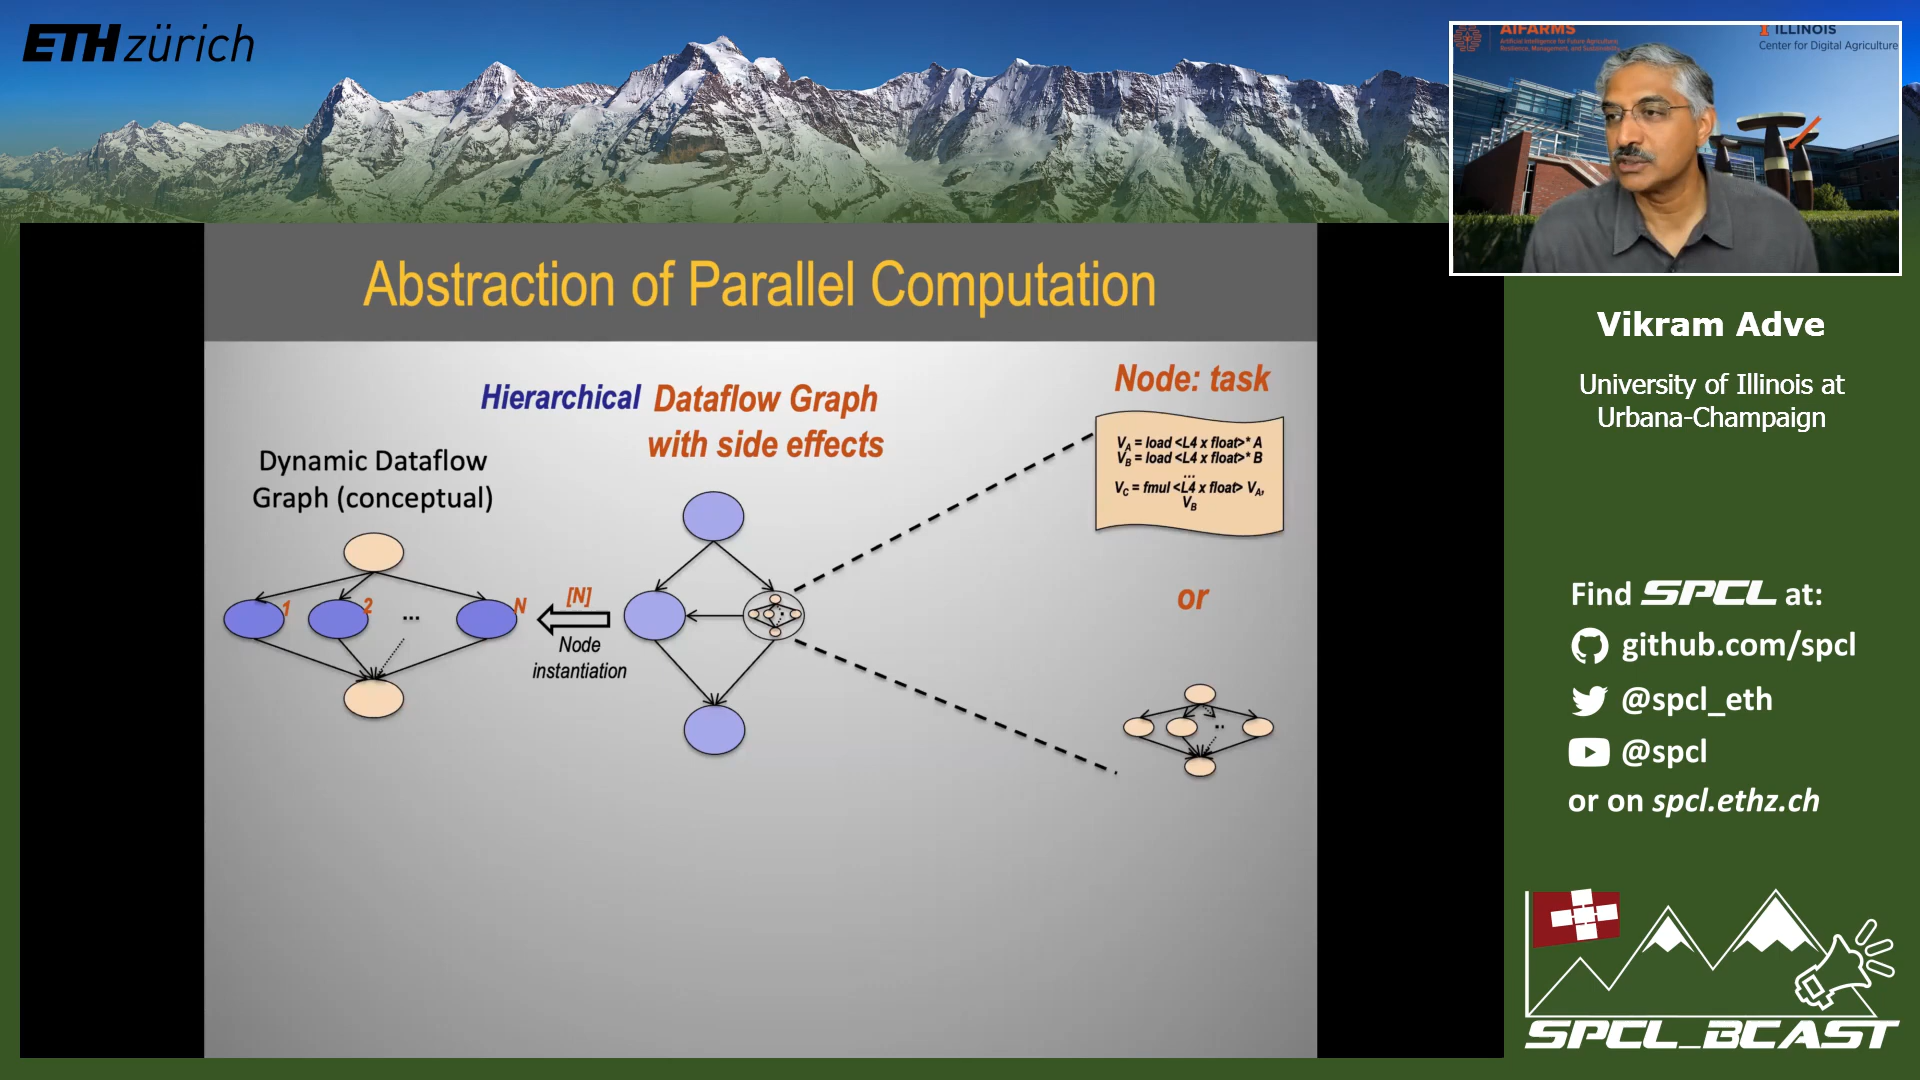 ETH zürich
AIFARMS
Artificial Intelligence for Future Agriculture
Resilience, Management, and Sustainability
ILLINOIS
Center for Digital Agriculture
Abstraction of Parallel Computation
Hierarchical Dataflow Graph
with side effects
Node: task
V_A = load <L4 x float>* A
V_B = load <L4 x float>* B
...
V_C = fmul <L4 x float> V_A,
V_B
Dynamic Dataflow
Graph (conceptual)
1
2
...
N
[N]
Node
instantiation
or
Vikram Adve
University of Illinois at
Urbana-Champaign
Find SPCL at:
github.com/spcl
@spcl_eth
@spcl
or on spcl.ethz.ch
SPCL_BCAST